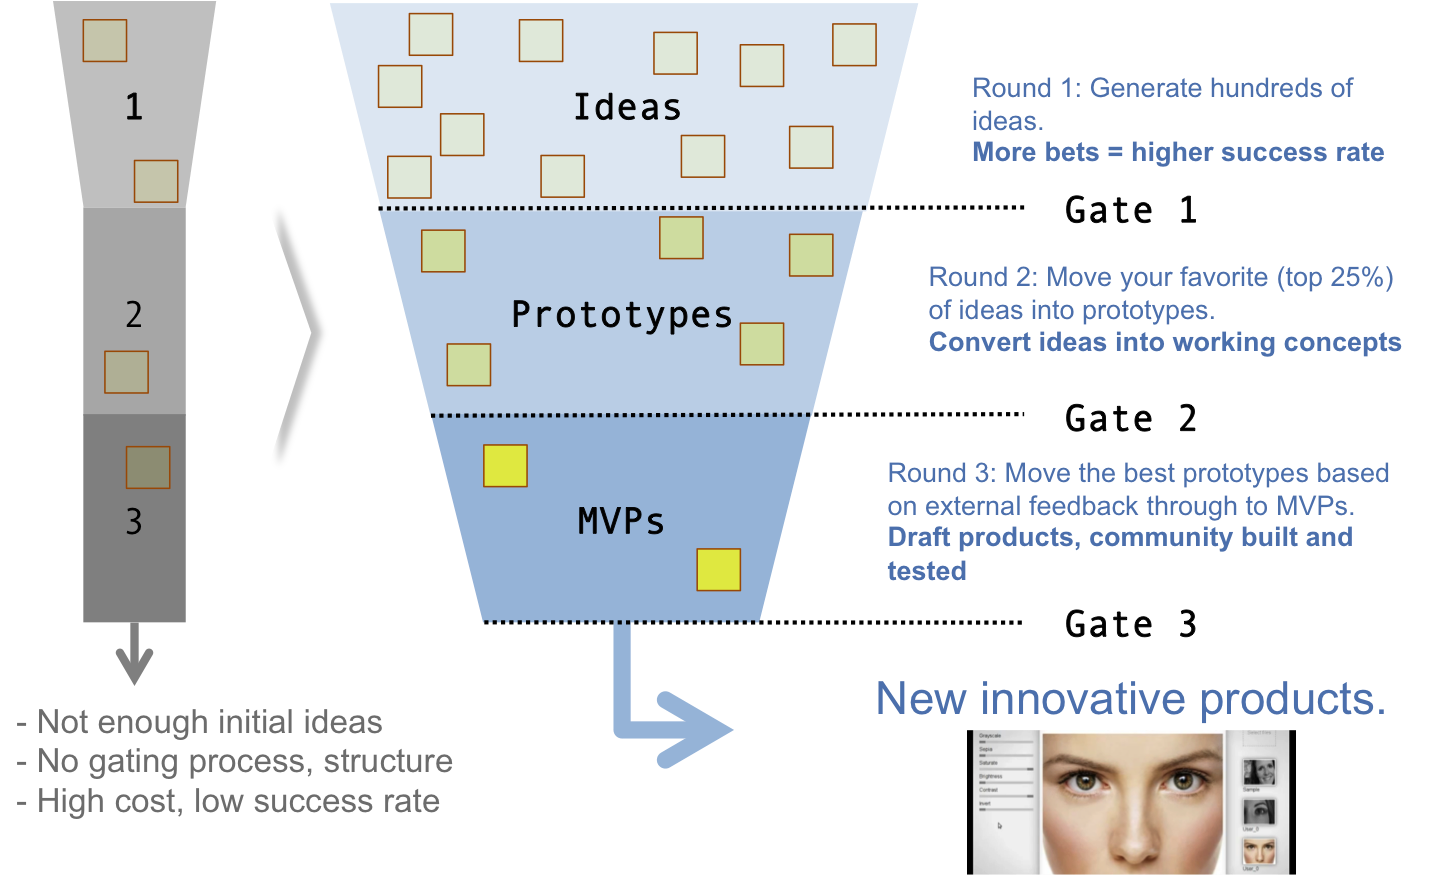 1
2
3
- Not enough initial ideas
- No gating process, structure
- High cost, low success rate
Ideas
Prototypes
MVPs
Round 1: Generate hundreds of
ideas.
More bets = higher success rate
Gate 1
Round 2: Move your favorite (top 25%)
of ideas into prototypes.
Convert ideas into working concepts
Gate 2
Round 3: Move the best prototypes based
on external feedback through to MVPs.
Draft products, community built and
tested
Gate 3
New innovative products.
Grayscale
Sepia
Saturate
Brightness
Contrast
Invert
Sample
User_0
User_0